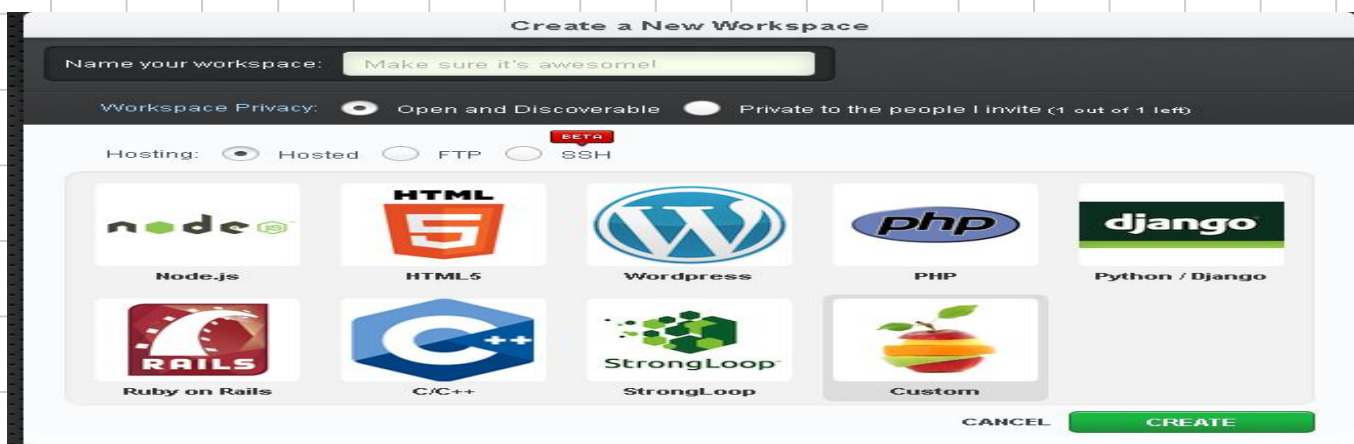 Create a New Workspace
Name your workspace: Make sure it's awesome!
Workspace Privacy: Open and Discoverable Private to the people I invite (1 out of 1 left)
BETA
Hosting: Hosted FTP SSH
node js HTML 5 W php django
Node.js HTML5 Wordpress PHP Python / Django
RAILS C++ StrongLoop
Ruby on Rails C/C++ StrongLoop Custom
CANCEL CREATE